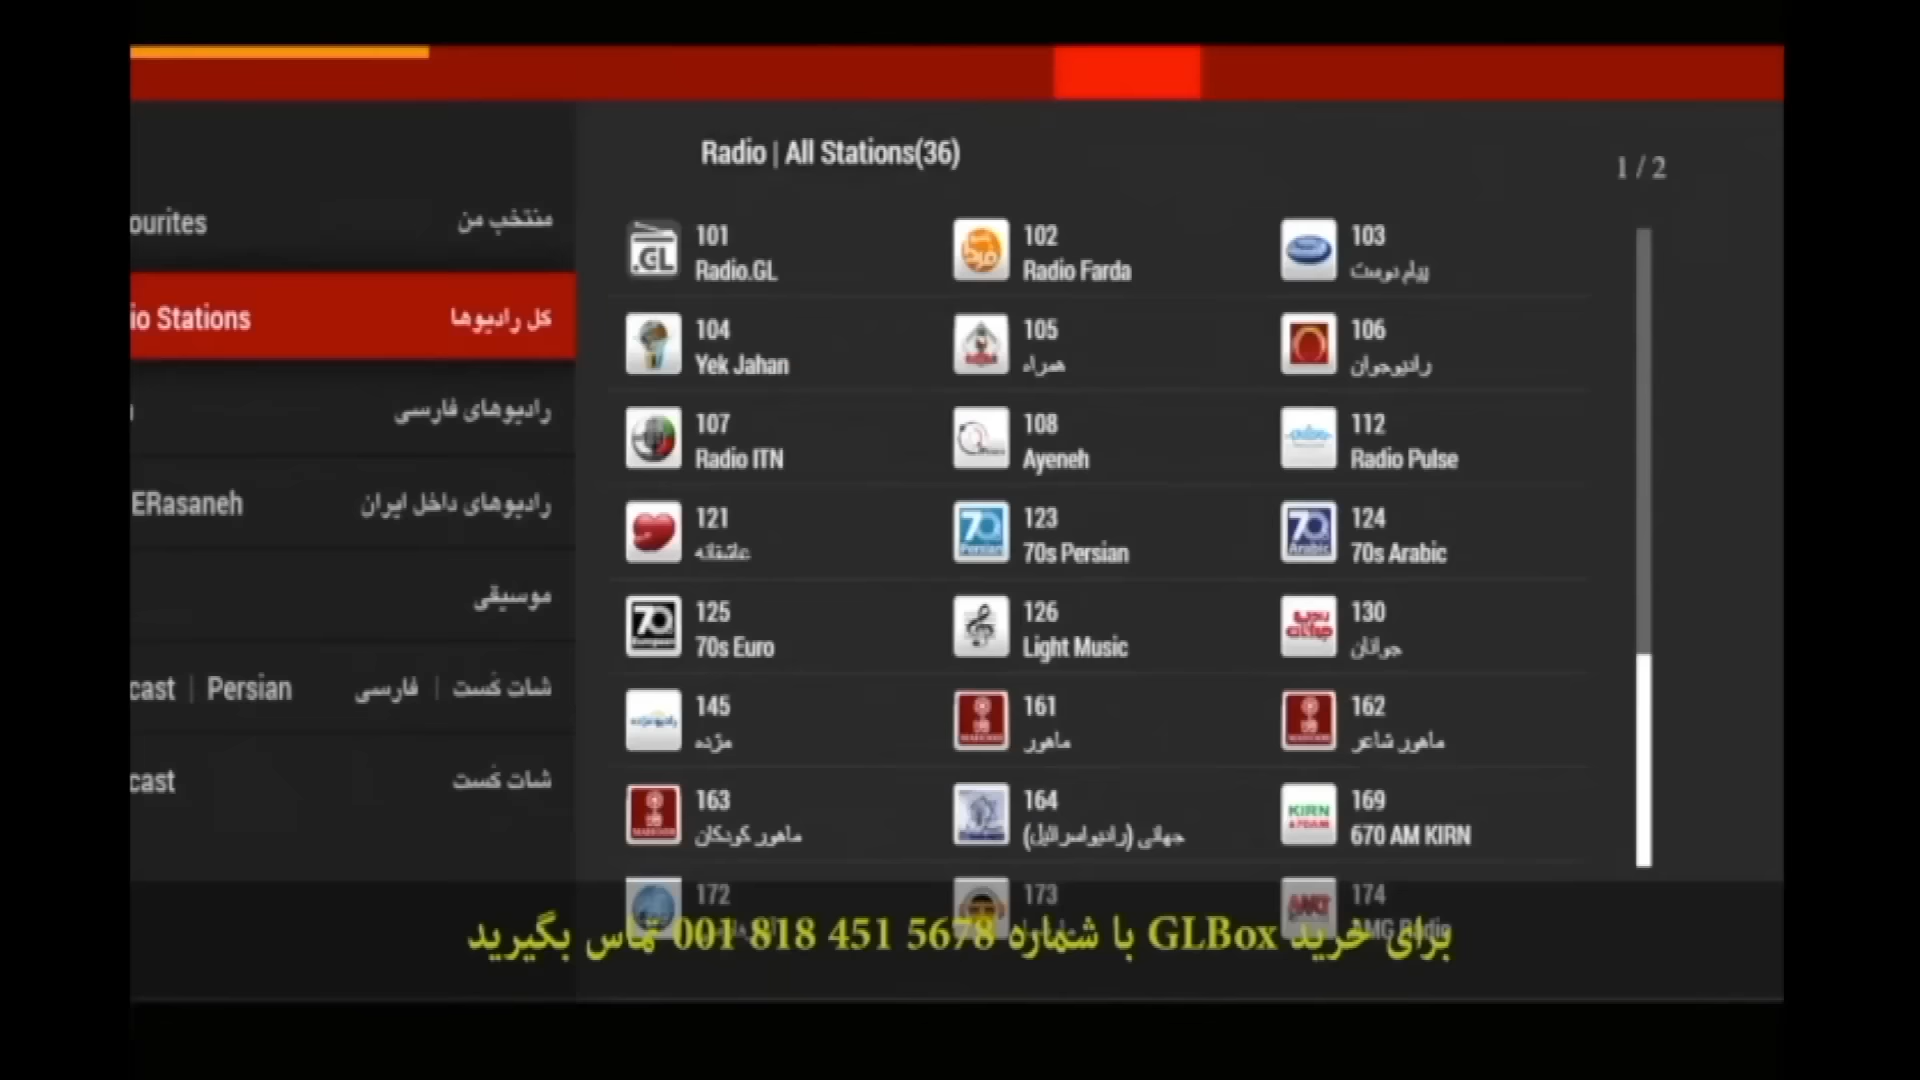 Radio | All Stations(36)
1 / 2
ourites منتخب من
io Stations کل رادیوها
رادیوهای فارسی
ERasaneh رادیوهای داخل ایران
موسیقی
cast | Persian شات کست | فارسی
cast شات کست
101
Radio.GL
102
Radio Farda
103
پیام دوست
104
Yek Jahan
105
همراه
106
رادیوجوان
107
Radio ITN
108
Ayeneh
112
Radio Pulse
121
عاشقانه
123
70s Persian
124
70s Arabic
125
70s Euro
126
Light Music
130
جوانان
145
مژده
161
ماهور
162
ماهور شاعر
163
ماهور کودکان
164
جهانی (رادیواسرائیل)
169
670 AM KIRN
172
173
174
AMG Radio
برای خرید GLBox با شماره 001 818 451 5678 تماس بگیرید